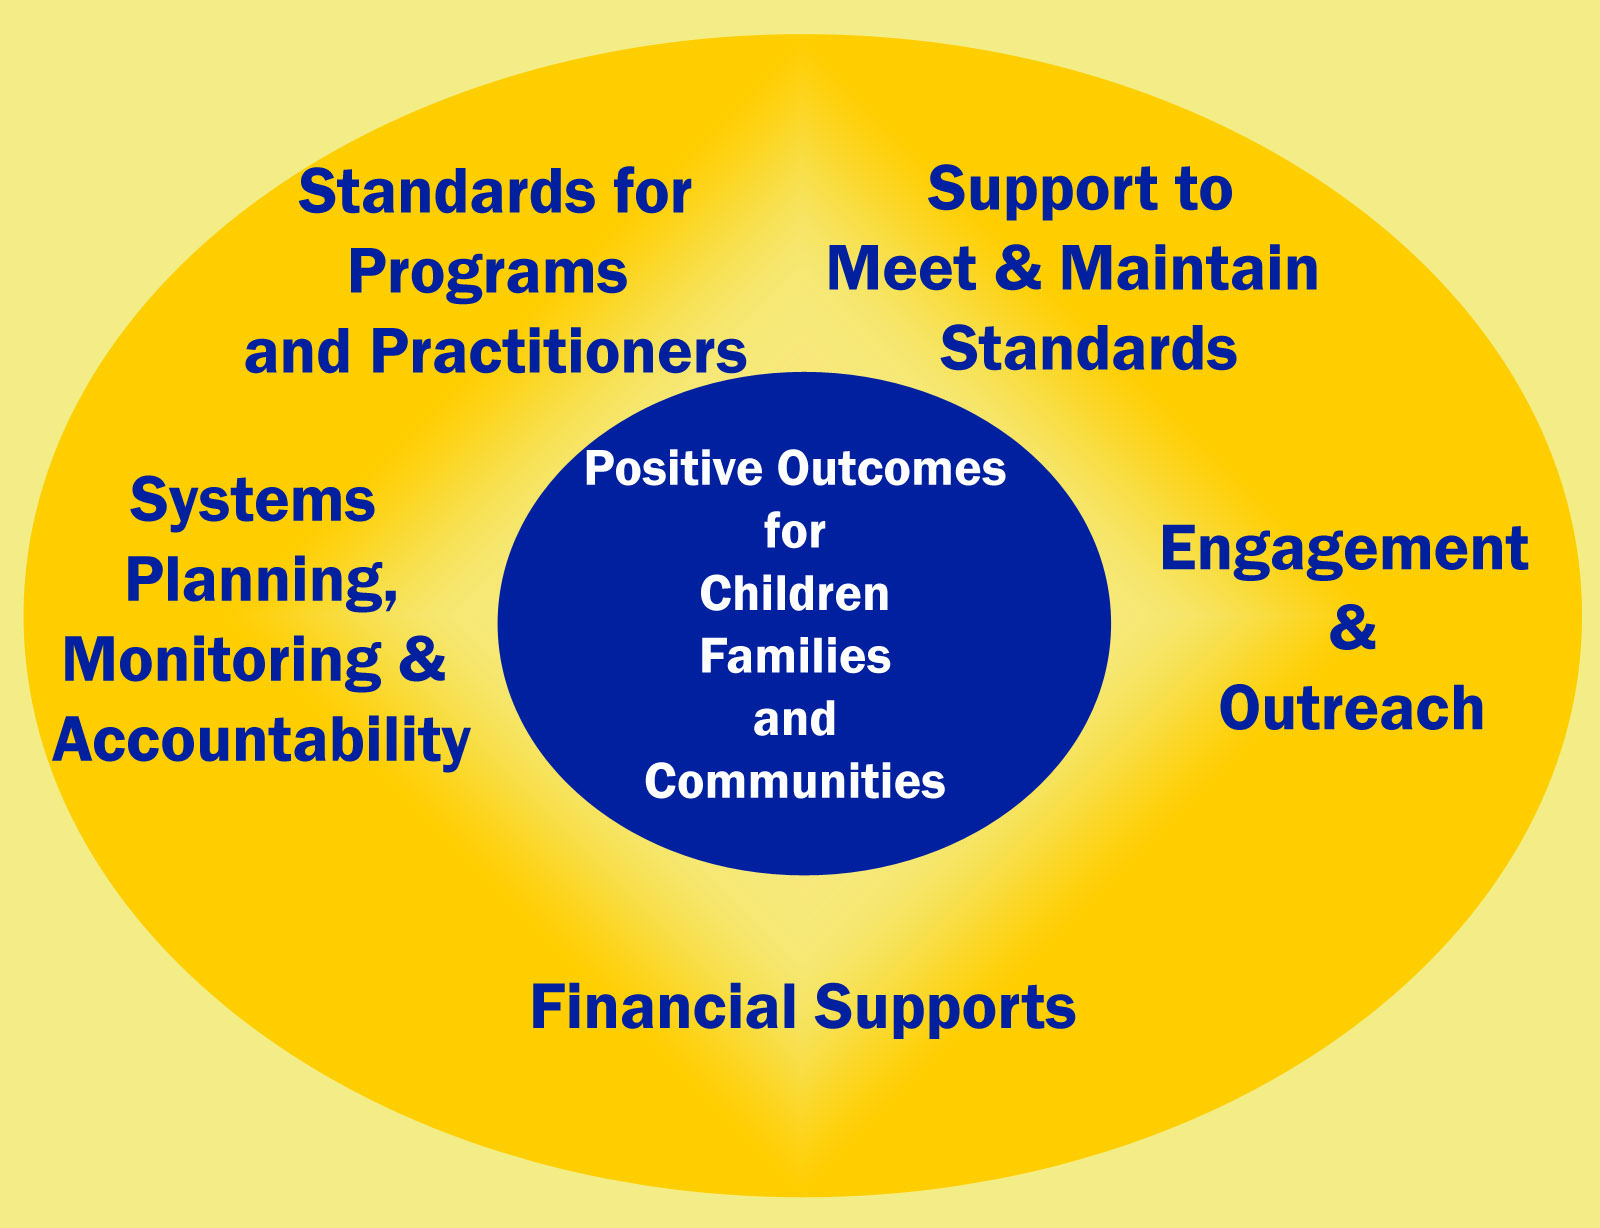 Standards for
Programs
and Practitioners
Support to
Meet & Maintain
Standards
Systems
Planning,
Monitoring &
Accountability
Positive Outcomes
for
Children
Families
and
Communities
Engagement
&
Outreach
Financial Supports